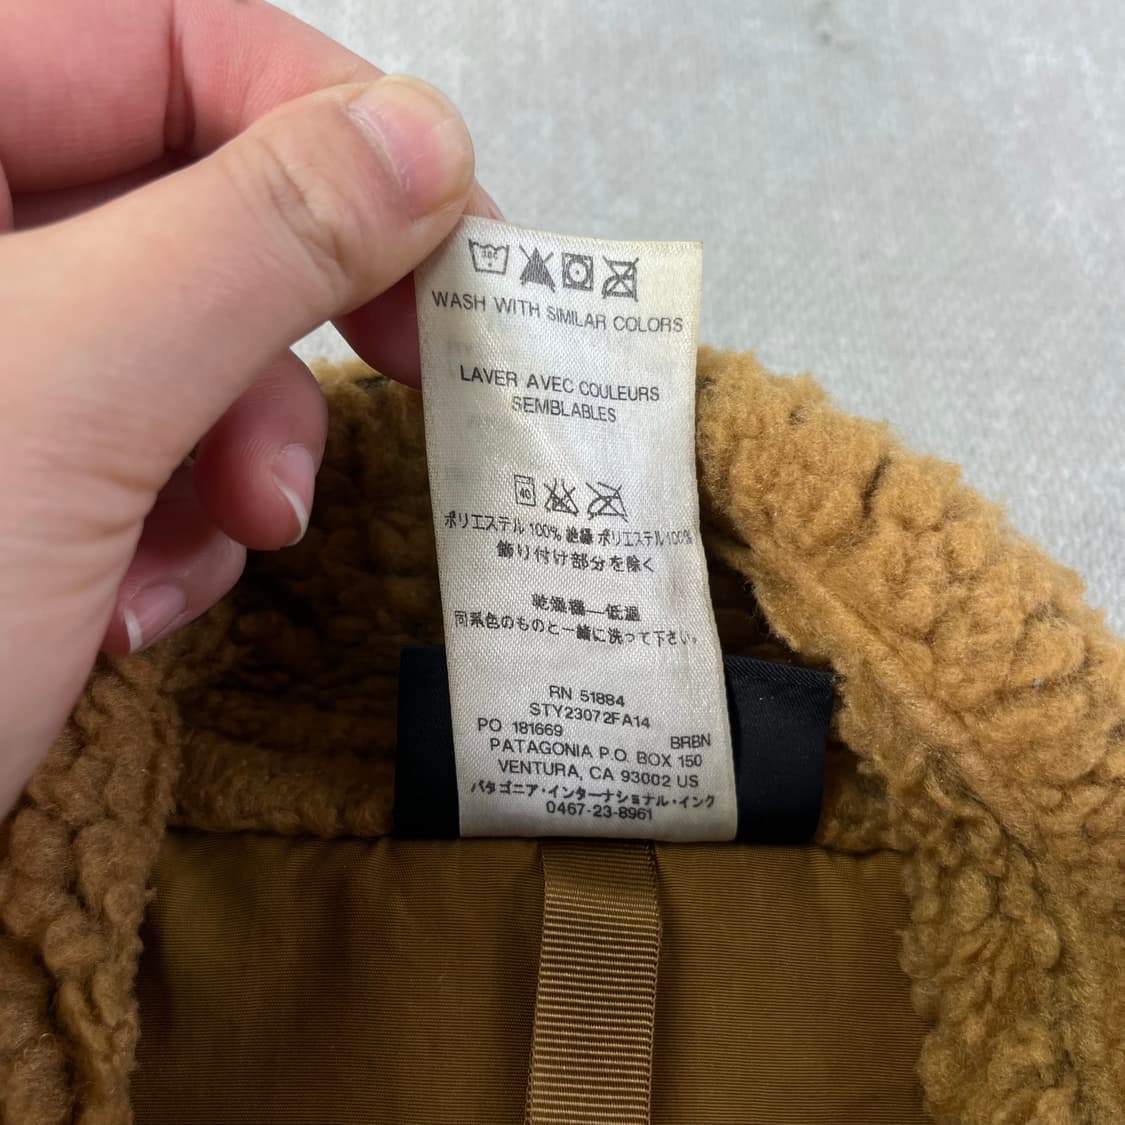 WASH WITH SIMILAR COLORS
LAVER AVEC COULEURS
SEMBLABLES
40
ポリエステル 100% 絶縁 ポリエステル 100%
飾り付け部分を除く
乾燥機—低温
同系色のものと一緒に洗って下さい。
RN 51884
STY23072FA14
PO 181669 BRBN
PATAGONIA P.O. BOX 150
VENTURA, CA 93002 US
パタゴニア・インターナショナル・インク
0467-23-8961